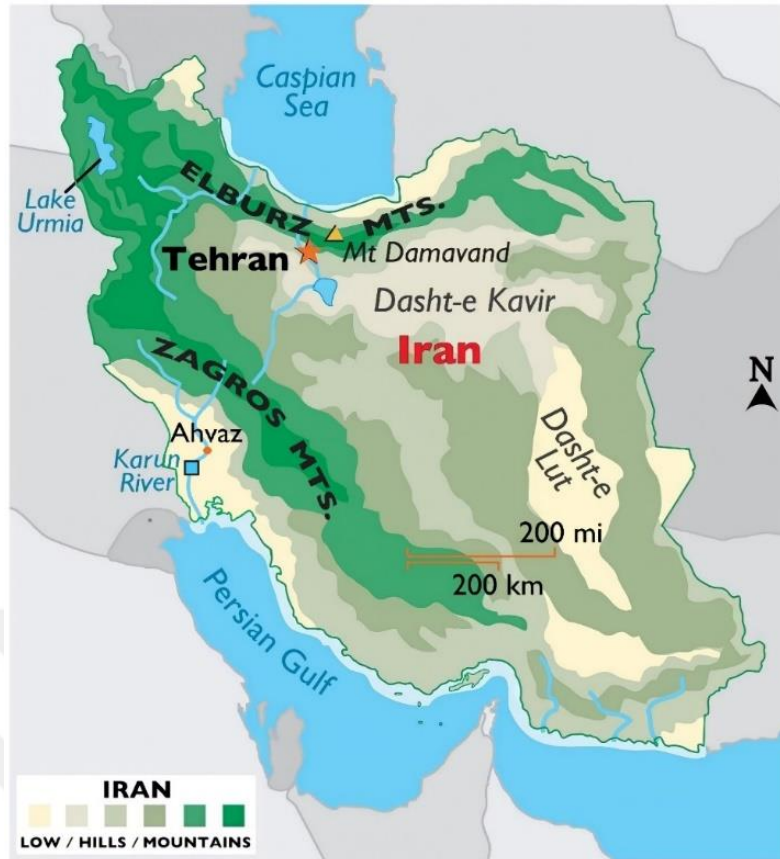 Caspian
Sea
Lake
Urmia
ELBURZ MTS.
Tehran
Mt Damavand
Dasht-e Kavir
Iran
ZAGROS MTS.
N
Dasht-e
Lut
Ahvaz
Karun
River
200 mi
200 km
Persian Gulf
IRAN
LOW / HILLS / MOUNTAINS